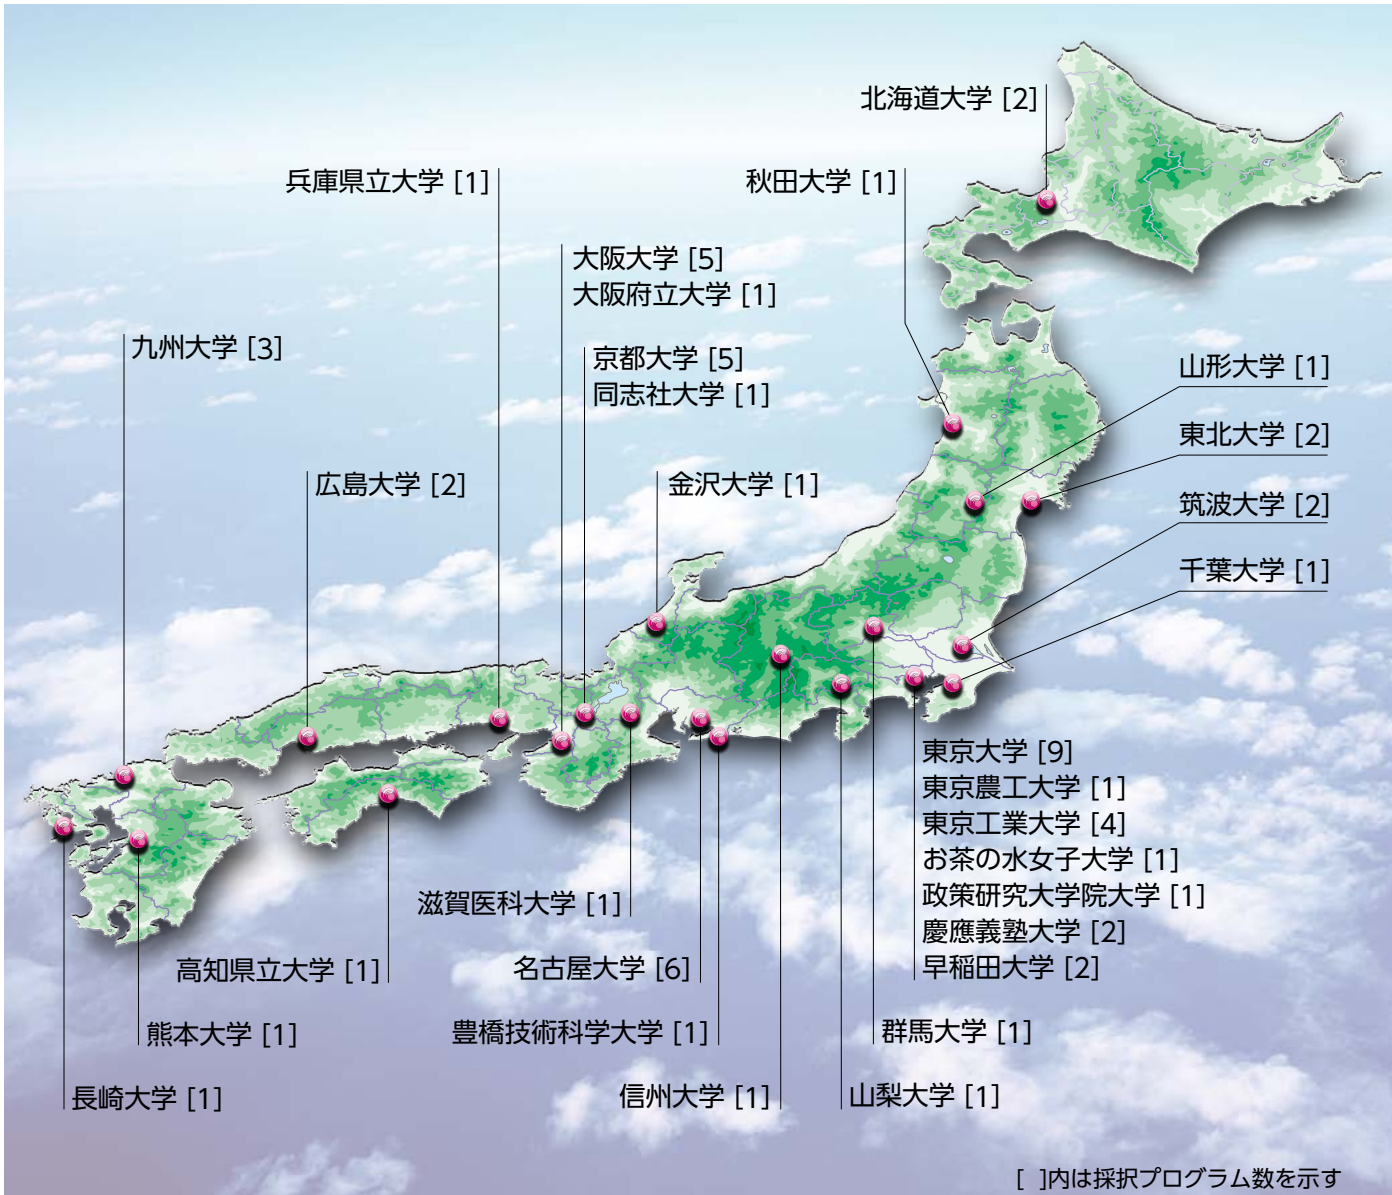 北海道大学 [2]
兵庫県立大学 [1]
秋田大学 [1]
大阪大学 [5]
大阪府立大学 [1]
九州大学 [3]
京都大学 [5]
同志社大学 [1]
山形大学 [1]
東北大学 [2]
広島大学 [2]
金沢大学 [1]
筑波大学 [2]
千葉大学 [1]
東京大学 [9]
東京農工大学 [1]
東京工業大学 [4]
お茶の水女子大学 [1]
政策研究大学院大学 [1]
慶應義塾大学 [2]
早稲田大学 [2]
滋賀医科大学 [1]
高知県立大学 [1]
名古屋大学 [6]
熊本大学 [1]
豊橋技術科学大学 [1]
群馬大学 [1]
長崎大学 [1]
信州大学 [1]
山梨大学 [1]
[ ]内は採択プログラム数を示す